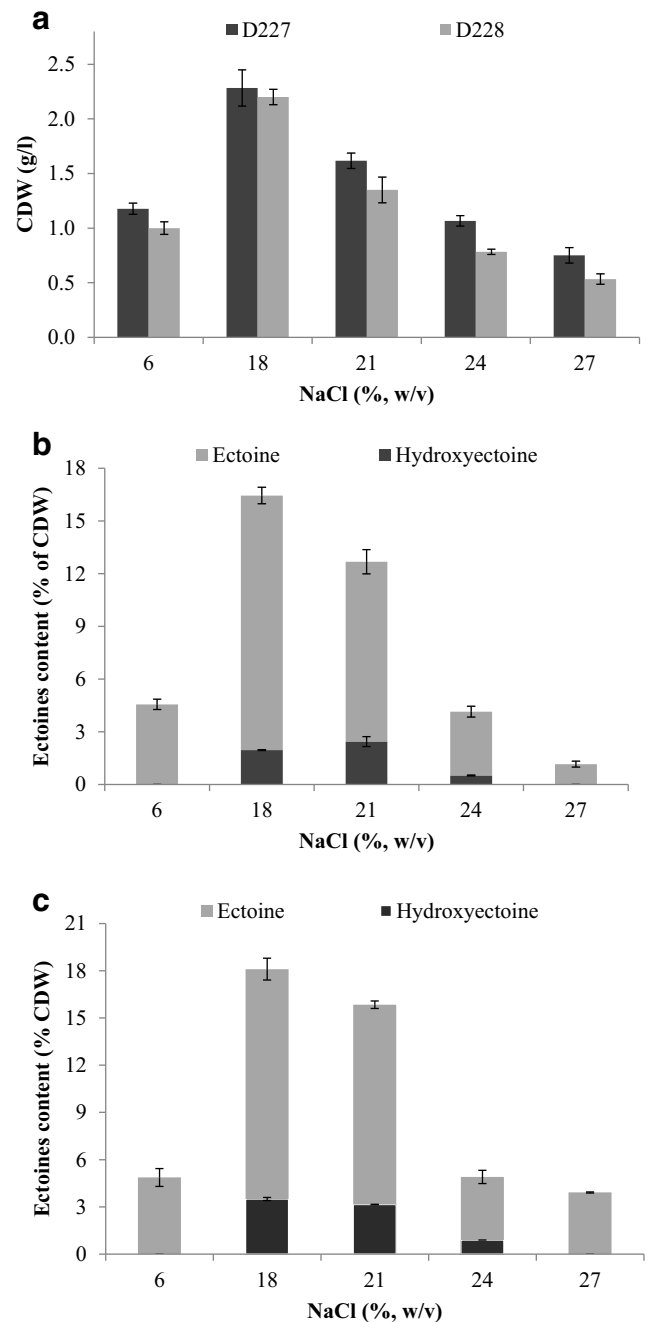 a
D227 D228
2.5
2.0
1.5
1.0
0.5
0.0
CDW (g/l)
6 18 21 24 27
NaCl (%, w/v)
b
Ectoine Hydroxyectoine
18
15
12
9
6
3
0
Ectoines content (% of CDW)
6 18 21 24 27
NaCl (%, w/v)
c
Ectoine Hydroxyectoine
21
18
15
12
9
6
3
0
Ectoines content (% CDW)
6 18 21 24 27
NaCl (%, w/v)